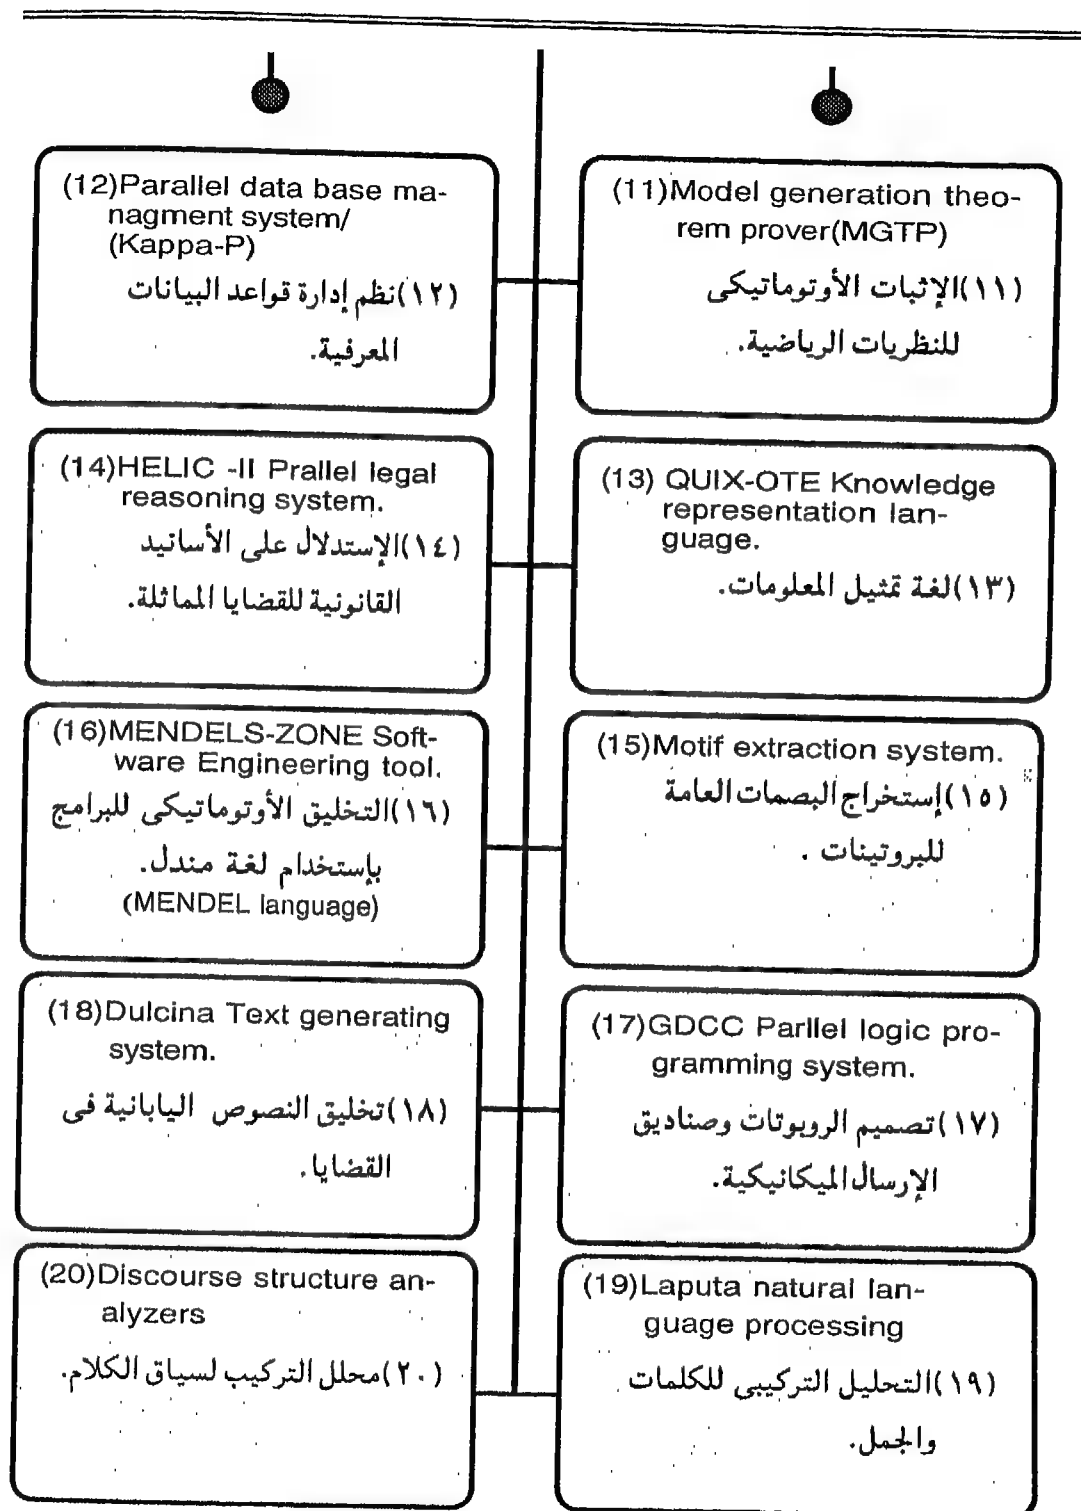 (11)Model generation theo-
rem prover(MGTP)
(١١)الإثبات الأوتوماتيكى
للنظريات الرياضية.
(12)Parallel data base ma-
nagment system/
(Kappa-P)
(١٢)نظم إدارة قواعد البيانات
المعرفية.
(13) QUIX-OTE Knowledge
representation lan-
guage.
(١٣)لغة تمثيل المعلومات.
(14)HELIC -II Prallel legal
reasoning system.
(١٤)الإستدلال على الأسانيد
القانونية للقضايا المماثلة.
(15)Motif extraction system.
(١٥)إستخراج البصمات العامة
للبروتينات .
(16)MENDELS-ZONE Soft-
ware Engineering tool.
(١٦)التخليق الأوتوماتيكى للبرامج
بإستخدام لغة مندل.
(MENDEL language)
(17)GDCC Parllel logic pro-
gramming system.
(١٧)تصميم الروبوتات وصناديق
الإرسال الميكانيكية.
(18)Dulcina Text generating
system.
(١٨)تخليق النصوص اليابانية فى
القضايا.
(19)Laputa natural lan-
guage processing
(١٩)التحليل التركيبى للكلمات
والجمل.
(20)Discourse structure an-
alyzers
(٢٠)محلل التركيب لسياق الكلام.